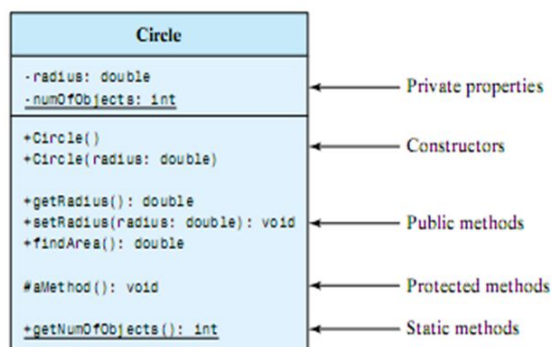 Circle
-radius: double
-numOfObjects: int
Private properties
+Circle()
+Circle(radius: double)
Constructors
+getRadius(): double
+setRadius(radius: double): void
+findArea(): double
Public methods
#aMethod(): void
Protected methods
+getNumOfObjects(): int
Static methods